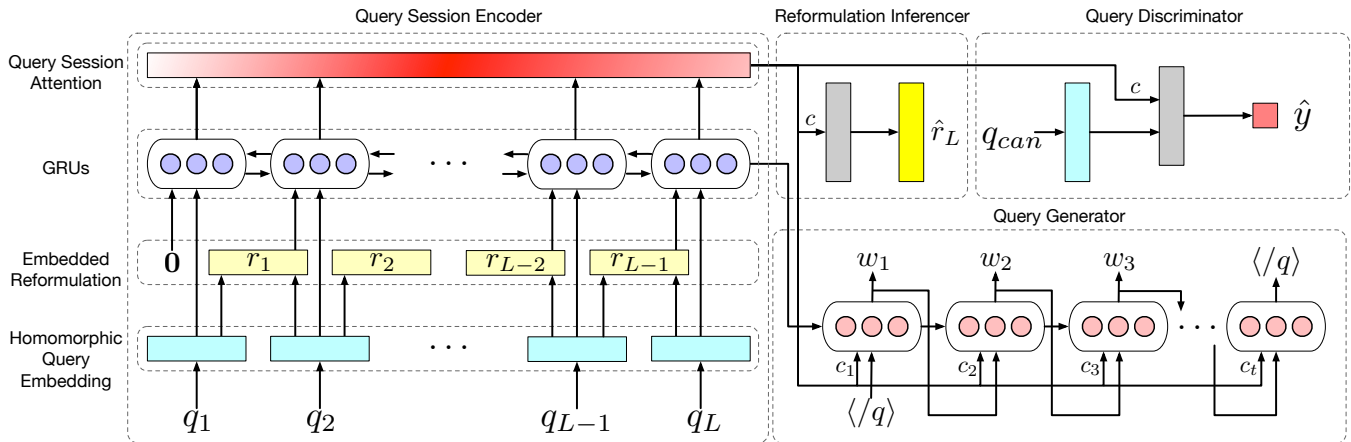 Query Session Encoder
Reformulation Inferencer
Query Discriminator
Query Session
Attention
c
c
r̂_L
q_can
ŷ
GRUs
· · ·
Query Generator
Embedded
Reformulation
0
r_1
r_2
r_{L−2}
r_{L−1}
w_1
w_2
w_3
⟨/q⟩
· · ·
Homomorphic
Query
Embedding
· · ·
c_1
c_2
c_3
c_t
⟨/q⟩
q_1
q_2
q_{L−1}
q_L